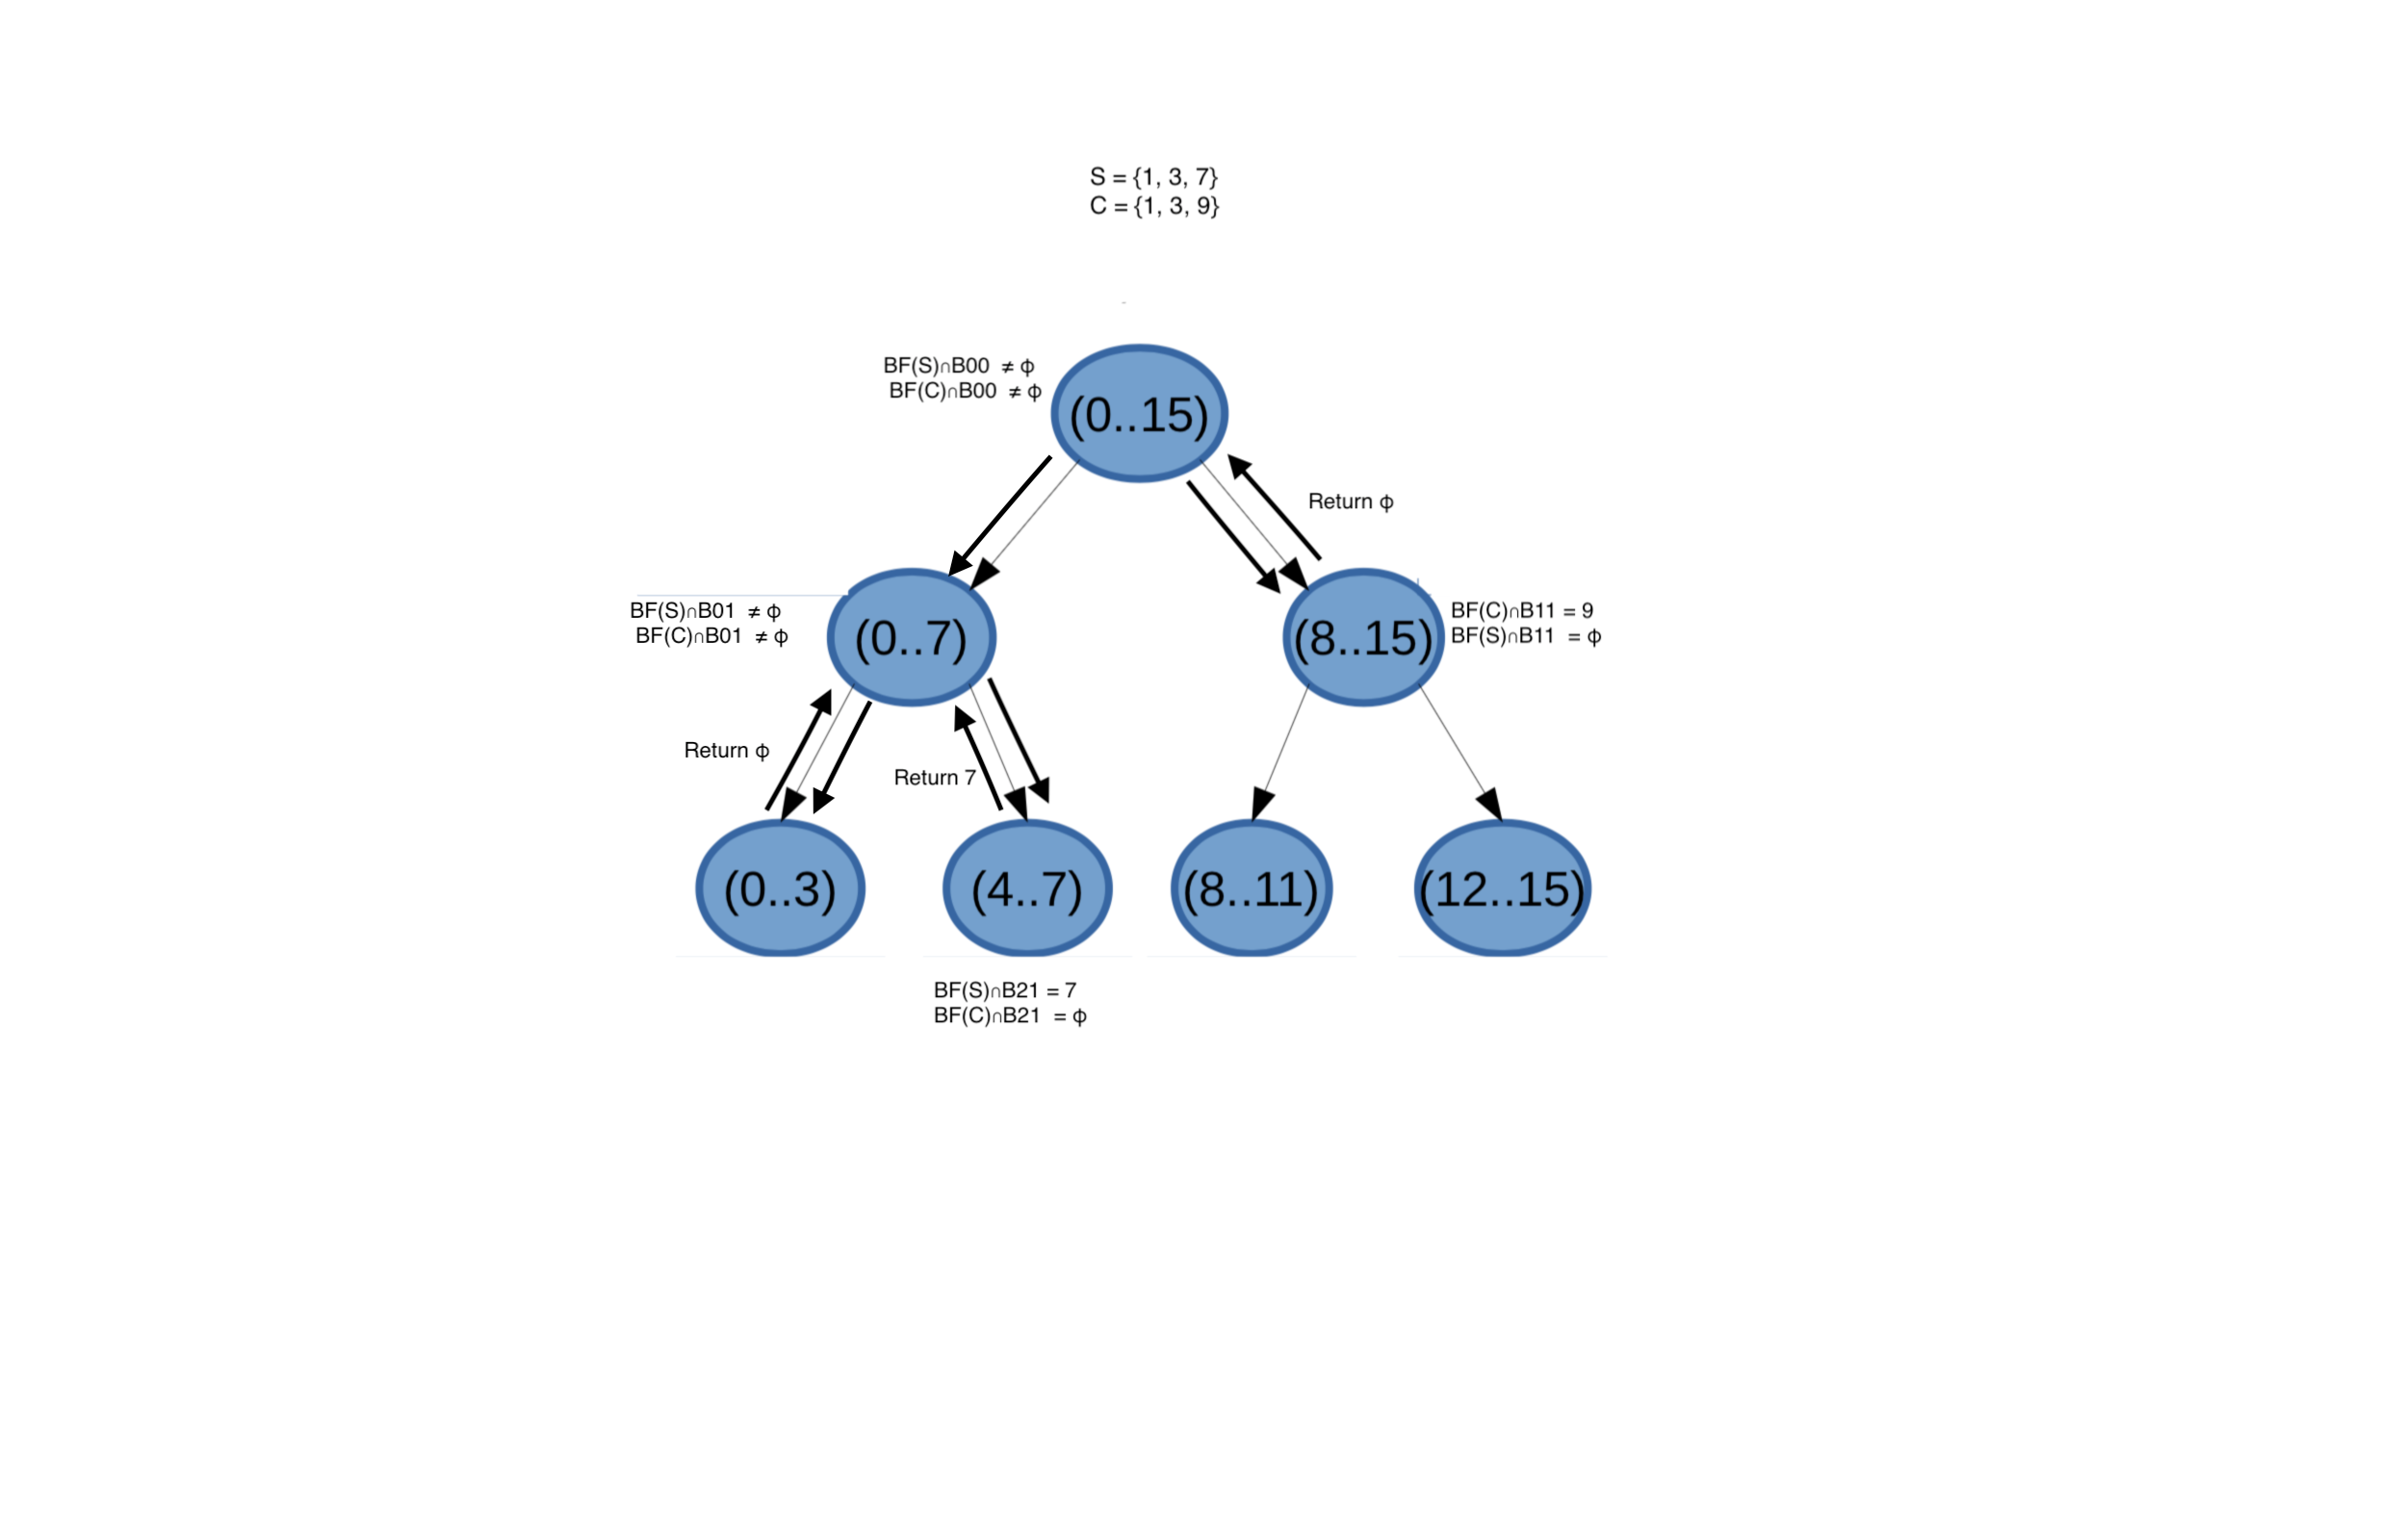 S = {1, 3, 7}
C = {1, 3, 9}
BF(S)∩B00 ≠ ϕ
BF(C)∩B00 ≠ ϕ
(0..15)
Return ϕ
BF(S)∩B01 ≠ ϕ
BF(C)∩B01 ≠ ϕ
(0..7)
(8..15)
BF(C)∩B11 = 9
BF(S)∩B11 = ϕ
Return ϕ
Return 7
(0..3)
(4..7)
(8..11)
(12..15)
BF(S)∩B21 = 7
BF(C)∩B21 = ϕ